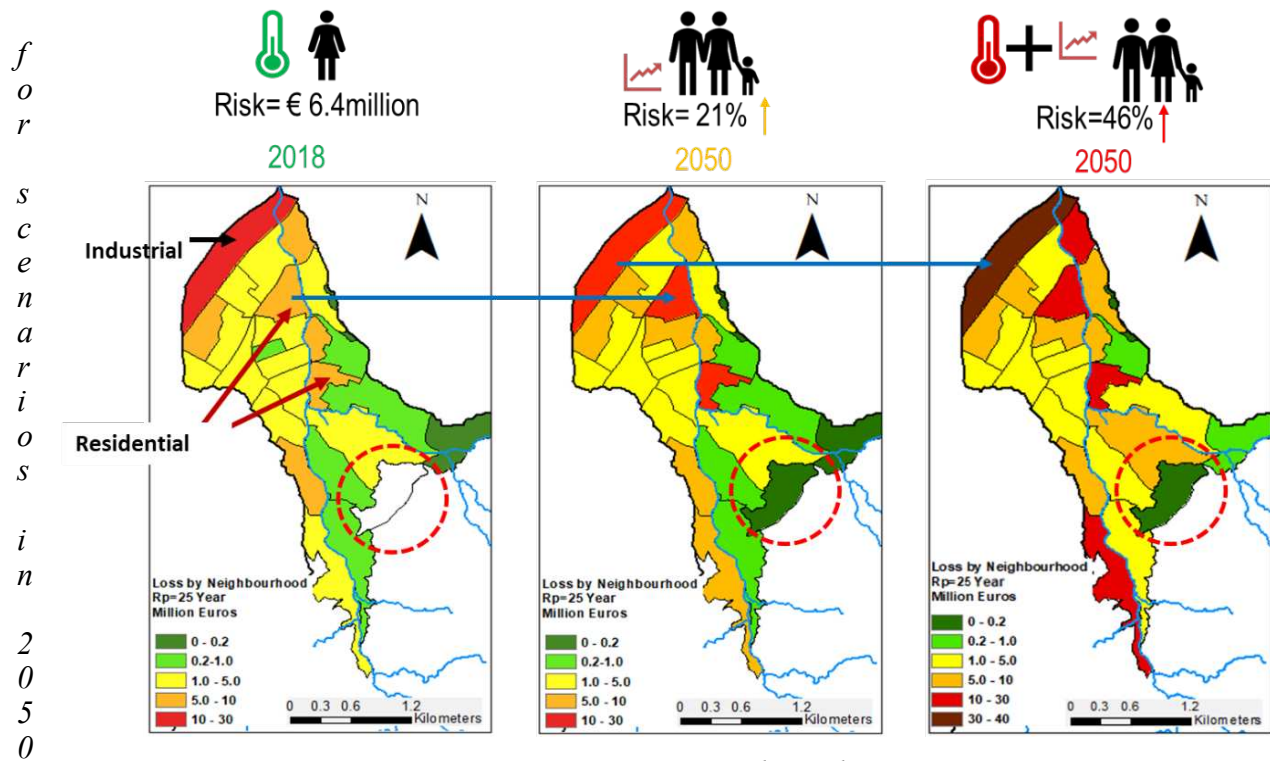 for scenarios in 2050
Risk= € 6.4million
2018
Risk= 21%
2050
Risk=46%
2050
N
Industrial
Residential
Loss by Neighbourhood
Rp=25 Year
Million Euros
0 - 0.2
0.2-1.0
1.0 - 5.0
5.0 - 10
10 - 30
0 0.3 0.6 1.2
Kilometers
N
Loss by Neighbourhood
Rp=25 Year
Million Euros
0 - 0.2
0.2-1.0
1.0 - 5.0
5.0 - 10
10 - 30
0 0.3 0.6 1.2
Kilometers
N
Loss by Neighbourhood
Rp=25 Year
Million Euros
0 - 0.2
0.2 - 1.0
1.0 - 5.0
5.0 - 10
10 - 30
30 - 40
0 0.3 0.6 1.2
Kilometers